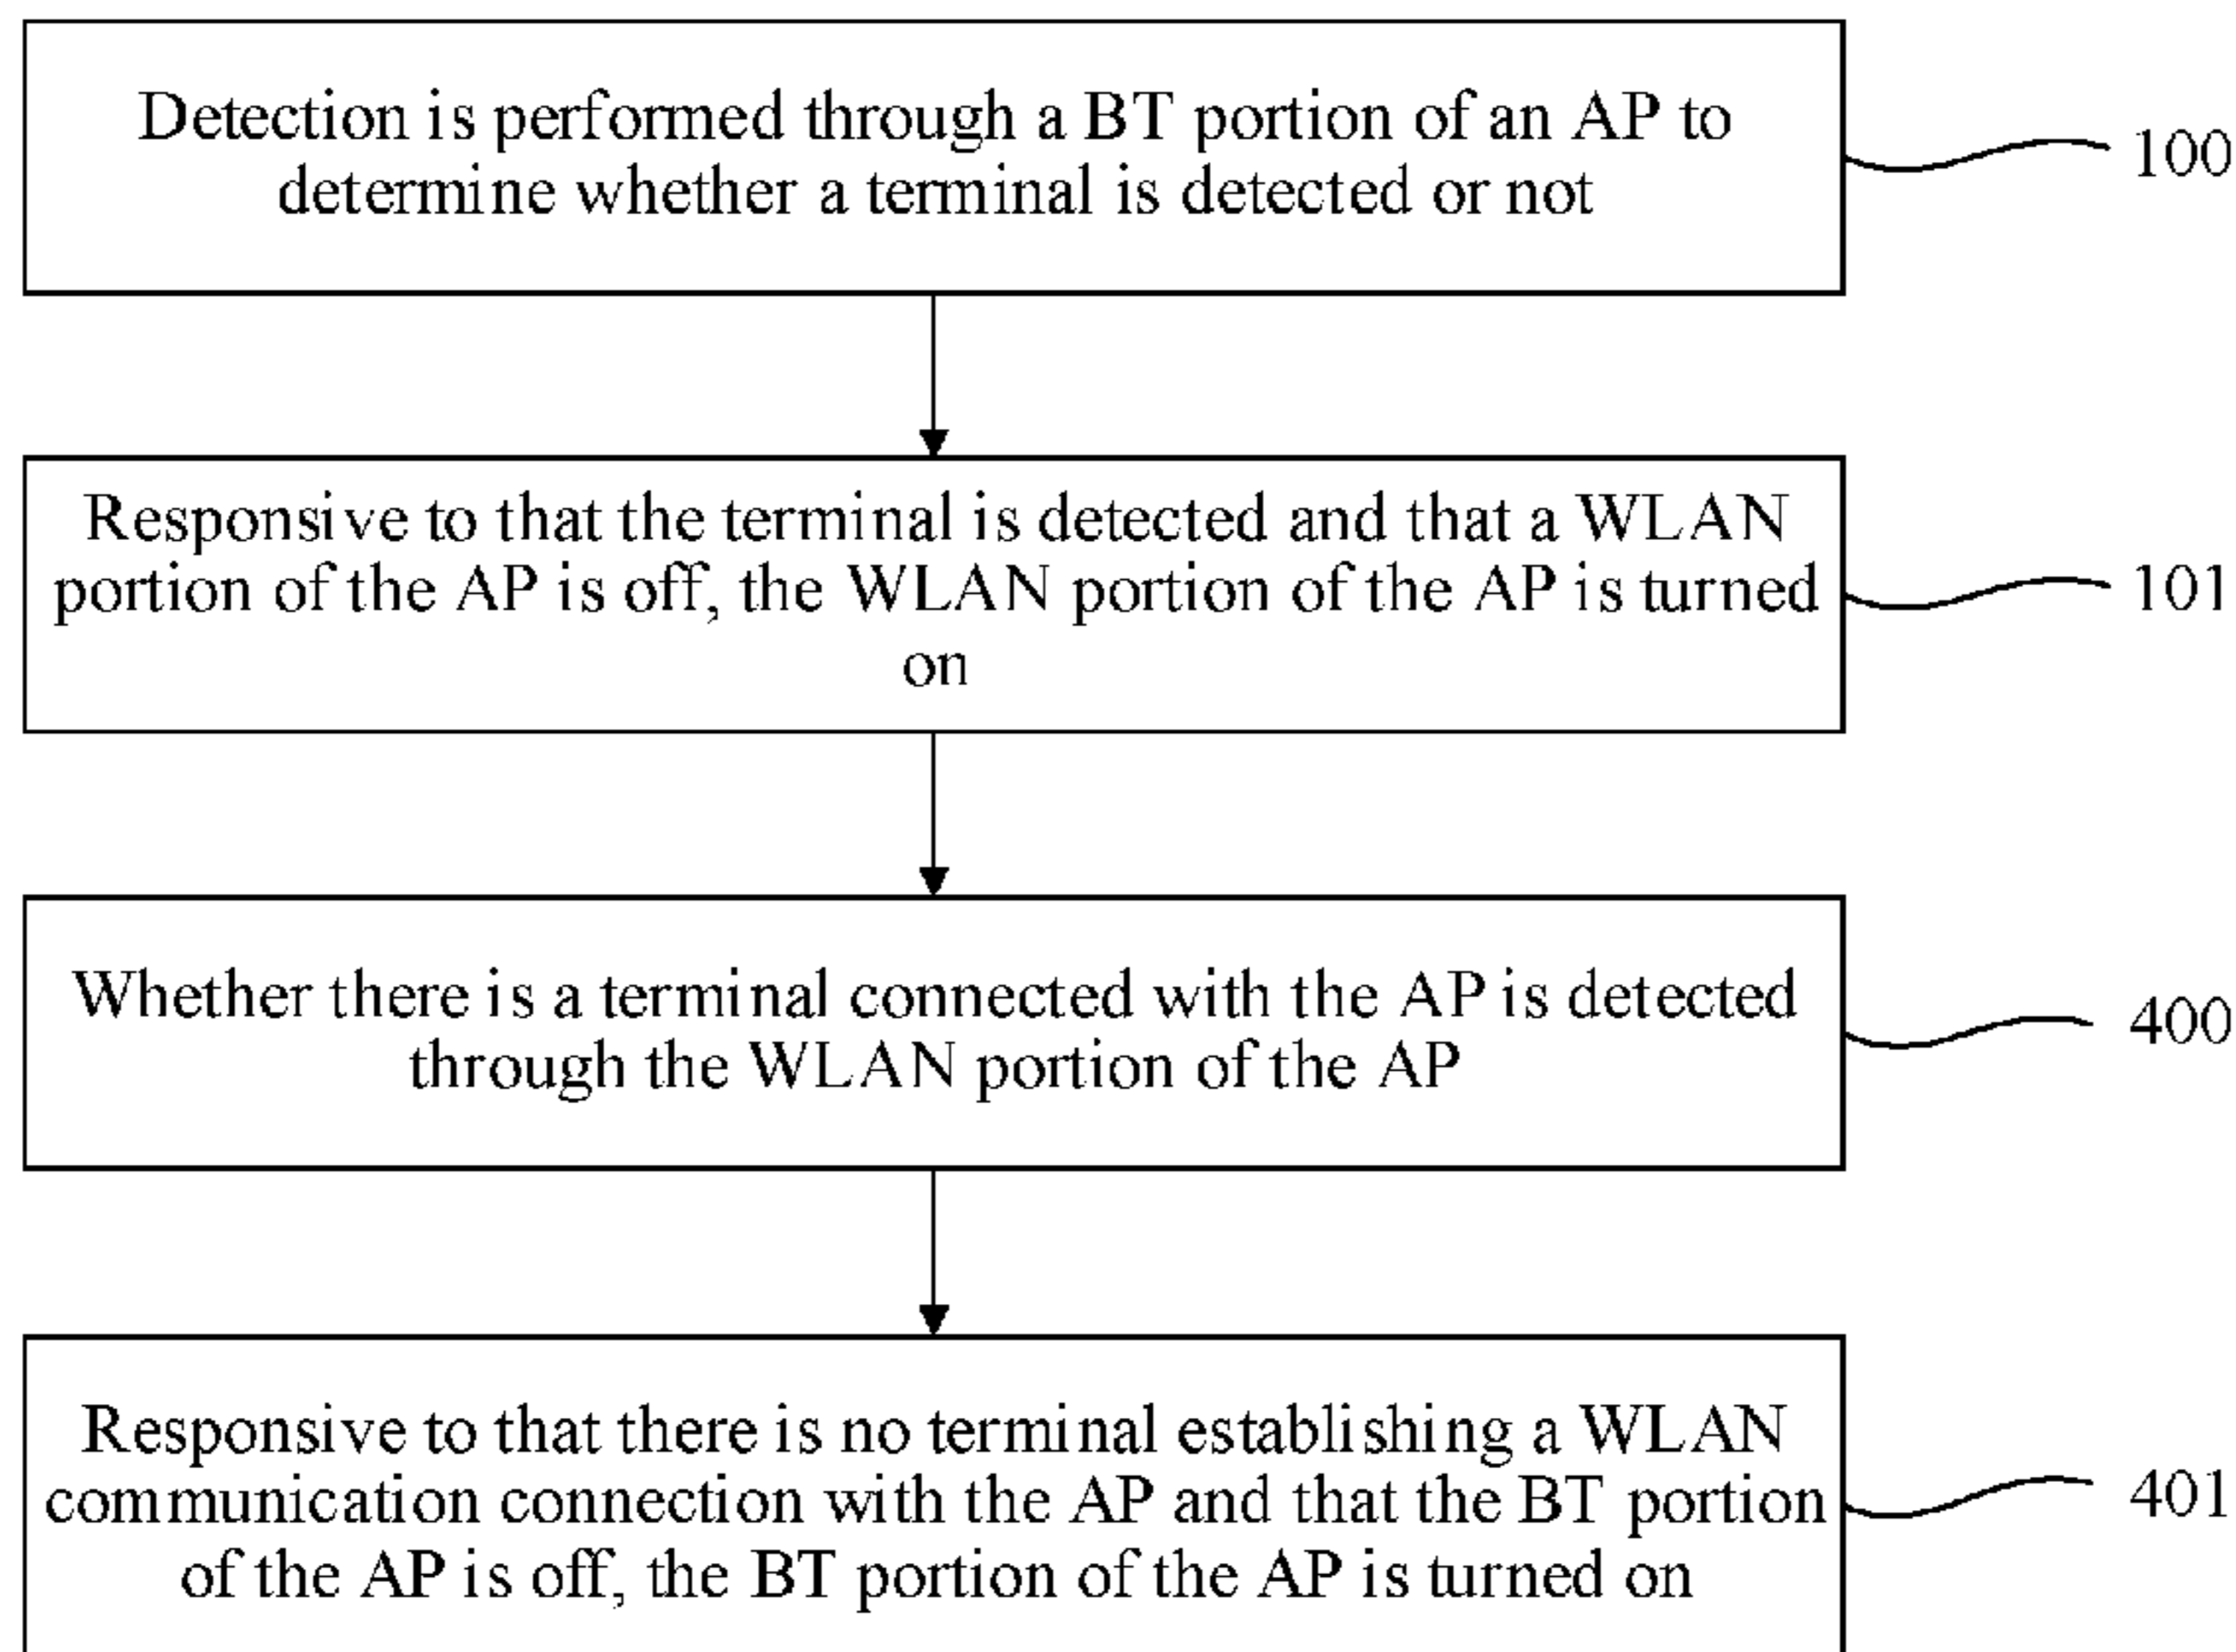 Detection is performed through a BT portion of an AP to
determine whether a terminal is detected or not
100
Responsive to that the terminal is detected and that a WLAN
portion of the AP is off, the WLAN portion of the AP is turned
on
101
Whether there is a terminal connected with the AP is detected
through the WLAN portion of the AP
400
Responsive to that there is no terminal establishing a WLAN
communication connection with the AP and that the BT portion
of the AP is off, the BT portion of the AP is turned on
401